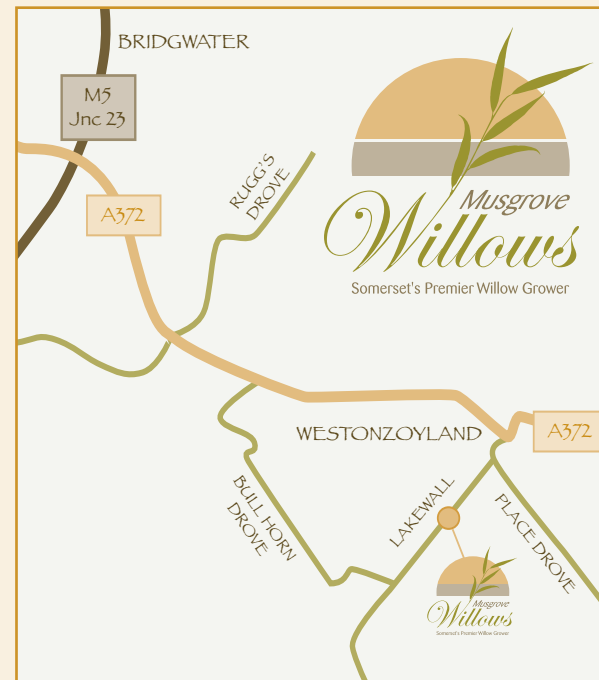 BRIDGWATER
M5
Jnc 23
RUGG'S
DROVE
A372
Musgrove
Willows
Somerset's Premier Willow Grower
WESTONZOYLAND
A372
BULL HORN
DROVE
LAKEWALL
PLACE DROVE
Musgrove
Willows
Somerset's Premier Willow Grower